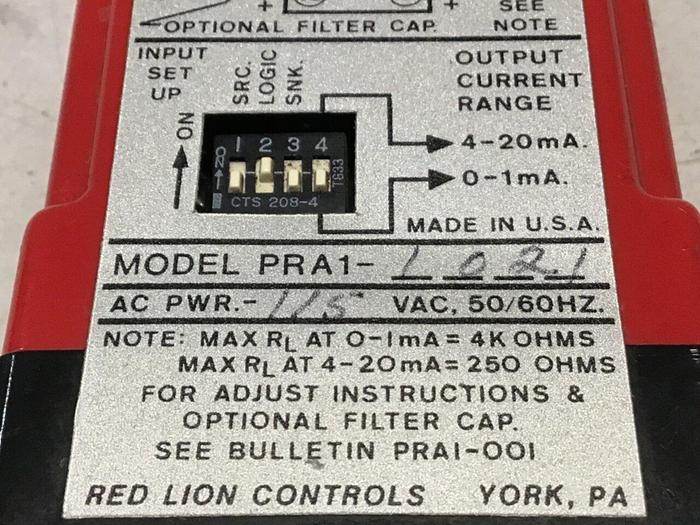 + +
OPTIONAL FILTER CAP.
SEE
NOTE
INPUT
SET
UP
SRC.
LOGIC
SNK.
OUTPUT
CURRENT
RANGE
ON
ON
1 2 3 4
CTS 208-4
T833
4-20mA.
0-1mA.
MADE IN U.S.A.
MODEL PRA1- 1021
AC PWR.- 115 VAC, 50/60HZ.
NOTE: MAX RL AT 0-1mA = 4K OHMS
MAX RL AT 4-20mA = 250 OHMS
FOR ADJUST INSTRUCTIONS &
OPTIONAL FILTER CAP.
SEE BULLETIN PRA1-001
RED LION CONTROLS YORK, PA